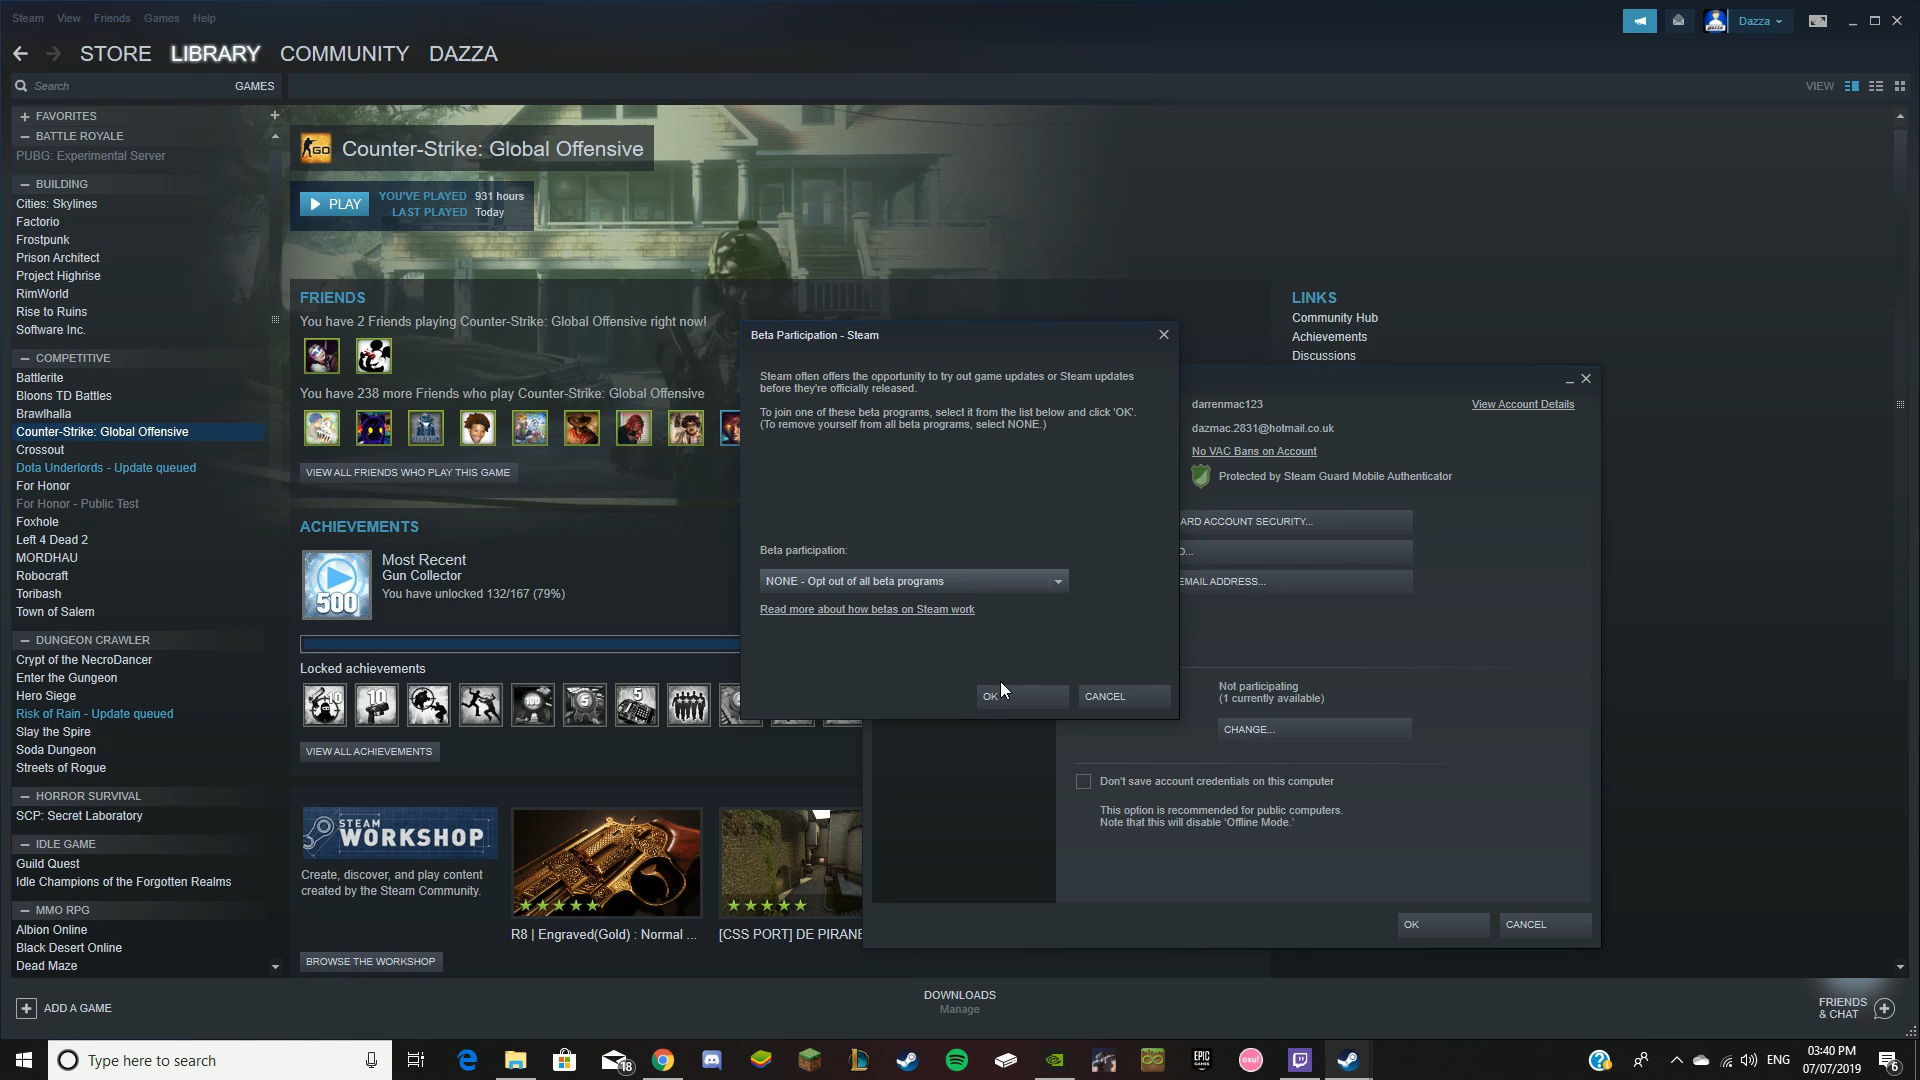 Steam View Friends Games Help
Dazza
STORE LIBRARY COMMUNITY DAZZA
Search GAMES
VIEW
FAVORITES
BATTLE ROYALE
PUBG: Experimental Server
BUILDING
Cities: Skylines
Factorio
Frostpunk
Prison Architect
Project Highrise
RimWorld
Rise to Ruins
Software Inc.
COMPETITIVE
Battlerite
Bloons TD Battles
Brawlhalla
Counter-Strike: Global Offensive
Crossout
Dota Underlords - Update queued
For Honor
For Honor - Public Test
Foxhole
Left 4 Dead 2
MORDHAU
Robocraft
Toribash
Town of Salem
DUNGEON CRAWLER
Crypt of the NecroDancer
Enter the Gungeon
Hero Siege
Risk of Rain - Update queued
Slay the Spire
Soda Dungeon
Streets of Rogue
HORROR SURVIVAL
SCP: Secret Laboratory
IDLE GAME
Guild Quest
Idle Champions of the Forgotten Realms
MMO RPG
Albion Online
Black Desert Online
Dead Maze
GO
Counter-Strike: Global Offensive
PLAY
YOU'VE PLAYED 931 hours
LAST PLAYED Today
FRIENDS
You have 2 Friends playing Counter-Strike: Global Offensive right now!
You have 238 more Friends who play Counter-Strike: Global Offensive
VIEW ALL FRIENDS WHO PLAY THIS GAME
ACHIEVEMENTS
500
Most Recent
Gun Collector
You have unlocked 132/167 (79%)
Locked achievements
10
10
100
5
5
VIEW ALL ACHIEVEMENTS
STEAM
WORKSHOP
Create, discover, and play content
created by the Steam Community.
R8 | Engraved(Gold) : Normal ...
[CSS PORT] DE PIRANE
BROWSE THE WORKSHOP
LINKS
Community Hub
Achievements
Discussions
Beta Participation - Steam
Steam often offers the opportunity to try out game updates or Steam updates
before they're officially released.
To join one of these beta programs, select it from the list below and click 'OK'.
(To remove yourself from all beta programs, select NONE.)
Beta participation:
NONE - Opt out of all beta programs
Read more about how betas on Steam work
OK CANCEL
darrenmac123
View Account Details
dazmac.2831@hotmail.co.uk
No VAC Bans on Account
Protected by Steam Guard Mobile Authenticator
ARD ACCOUNT SECURITY...
D...
EMAIL ADDRESS...
Not participating
(1 currently available)
CHANGE...
Don't save account credentials on this computer
This option is recommended for public computers.
Note that this will disable 'Offline Mode.'
OK CANCEL
ADD A GAME
DOWNLOADS
Manage
FRIENDS
& CHAT
Type here to search
18
EPIC
GAMES
osu!
ENG
03:40 PM
07/07/2019
6